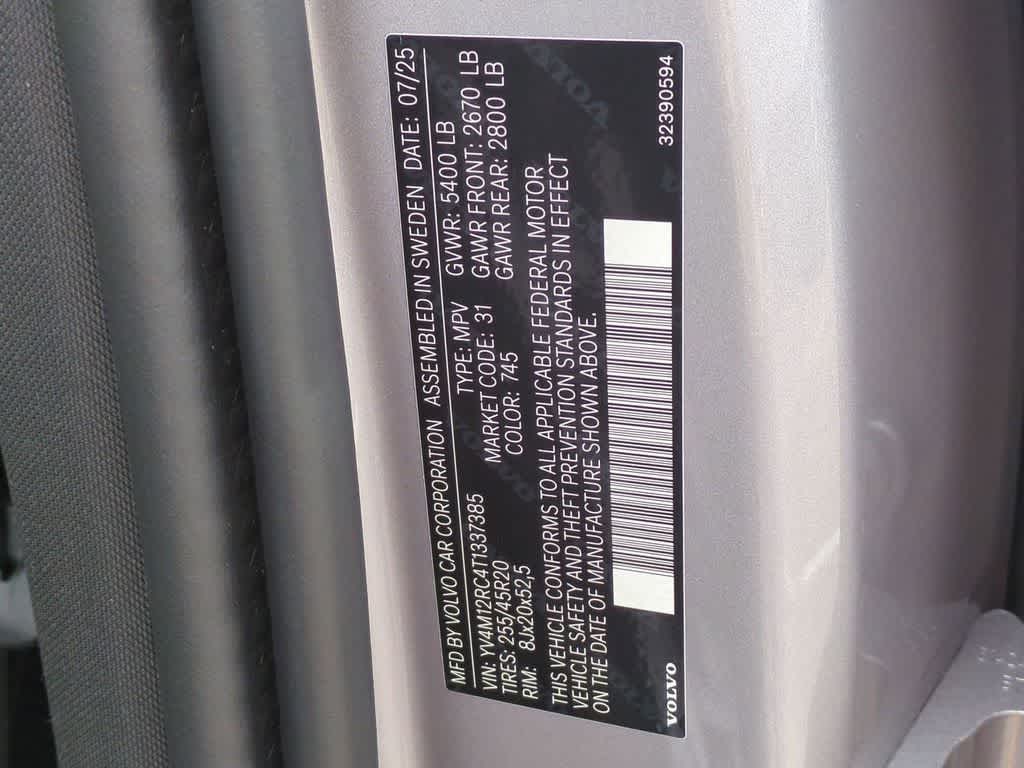 MFD BY VOLVO CAR CORPORATION ASSEMBLED IN SWEDEN DATE: 07/25
VIN: YV4M12RC4T1337385 TYPE: MPV GVWR: 5400 LB
TIRES: 255/45R20 MARKET CODE: 31 GAWR FRONT: 2670 LB
RIM: 8Jx20x52,5 COLOR: 745 GAWR REAR: 2800 LB
THIS VEHICLE CONFORMS TO ALL APPLICABLE FEDERAL MOTOR
VEHICLE SAFETY AND THEFT PREVENTION STANDARDS IN EFFECT
ON THE DATE OF MANUFACTURE SHOWN ABOVE.
VOLVO 32390594